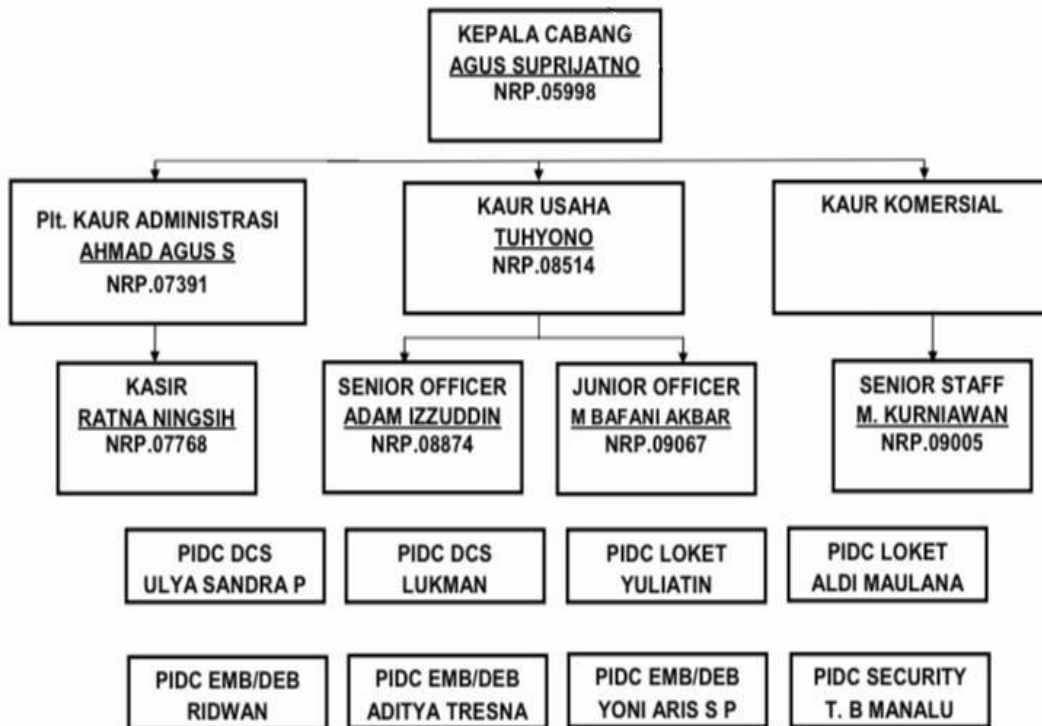 KEPALA CABANG
AGUS SUPRIJATNO
NRP.05998
Plt. KAUR ADMINISTRASI
AHMAD AGUS S
NRP.07391
KAUR USAHA
TUHYONO
NRP.08514
KAUR KOMERSIAL
KASIR
RATNA NINGSIH
NRP.07768
SENIOR OFFICER
ADAM IZZUDDIN
NRP.08874
JUNIOR OFFICER
M BAFANI AKBAR
NRP.09067
SENIOR STAFF
M. KURNIAWAN
NRP.09005
PIDC DCS
ULYA SANDRA P
PIDC DCS
LUKMAN
PIDC LOKET
YULIATIN
PIDC LOKET
ALDI MAULANA
PIDC EMB/DEB
RIDWAN
PIDC EMB/DEB
ADITYA TRESNA
PIDC EMB/DEB
YONI ARIS S P
PIDC SECURITY
T. B MANALU